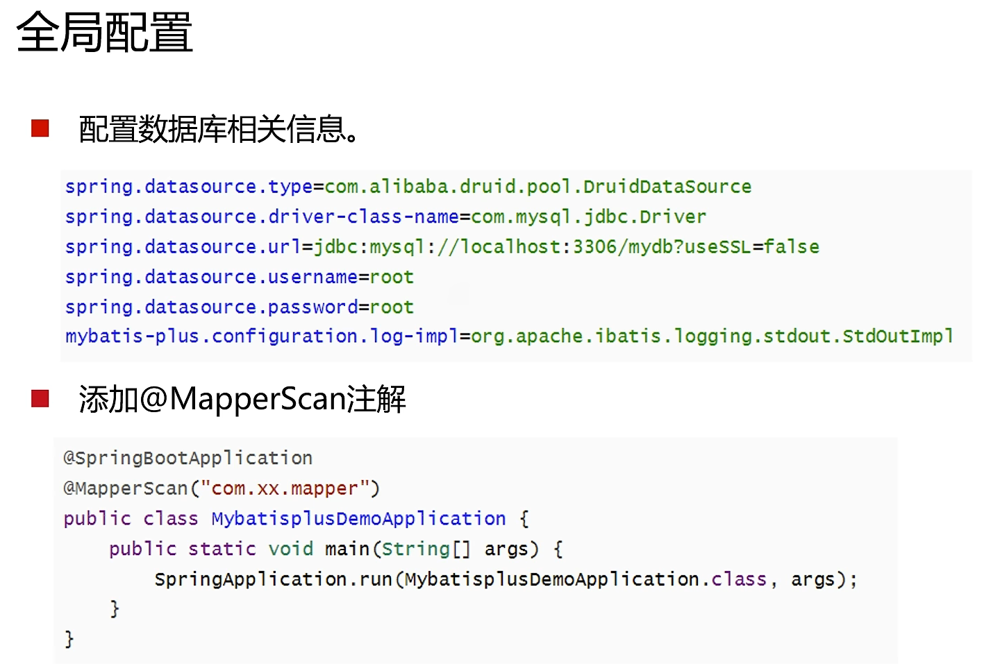 全局配置
配置数据库相关信息。
spring.datasource.type=com.alibaba.druid.pool.DruidDataSource
spring.datasource.driver-class-name=com.mysql.jdbc.Driver
spring.datasource.url=jdbc:mysql://localhost:3306/mydb?useSSL=false
spring.datasource.username=root
spring.datasource.password=root
mybatis-plus.configuration.log-impl=org.apache.ibatis.logging.stdout.StdOutImpl
添加@MapperScan注解
@SpringBootApplication
@MapperScan("com.xx.mapper")
public class MybatisplusDemoApplication {
    public static void main(String[] args) {
        SpringApplication.run(MybatisplusDemoApplication.class, args);
    }
}